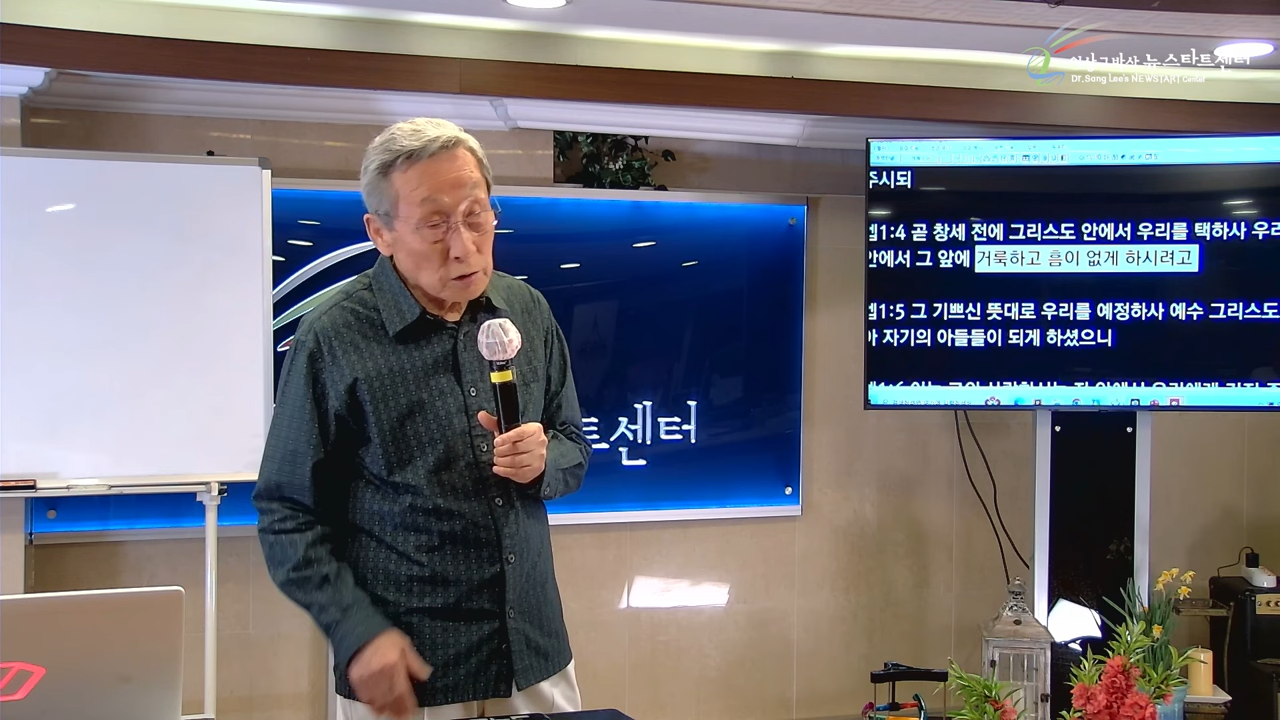 이상구박사 뉴스타트센터
Dr.Sang Lee's NEWSTART Center
주시되
엡1:4 곧 창세 전에 그리스도 안에서 우리를 택하사 우리
안에서 그 앞에 거룩하고 흠이 없게 하시려고
엡1:5 그 기쁘신 뜻대로 우리를 예정하사 예수 그리스도
자기의 아들들이 되게 하셨으니
트센터